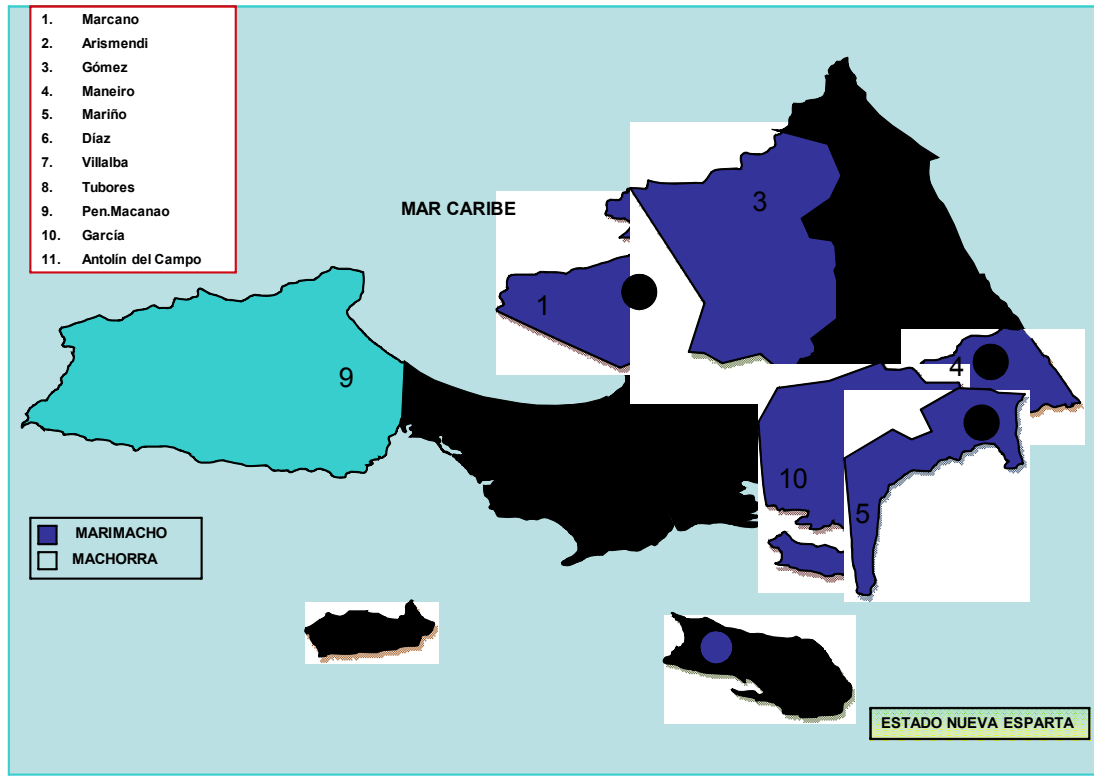 1. Marcano
2. Arismendi
3. Gómez
4. Maneiro
5. Mariño
6. Díaz
7. Villalba
8. Tubores
9. Pen.Macanao
10. García
11. Antolín del Campo
MAR CARIBE
3
1
9
4
10
5
MARIMACHO
MACHORRA
ESTADO NUEVA ESPARTA